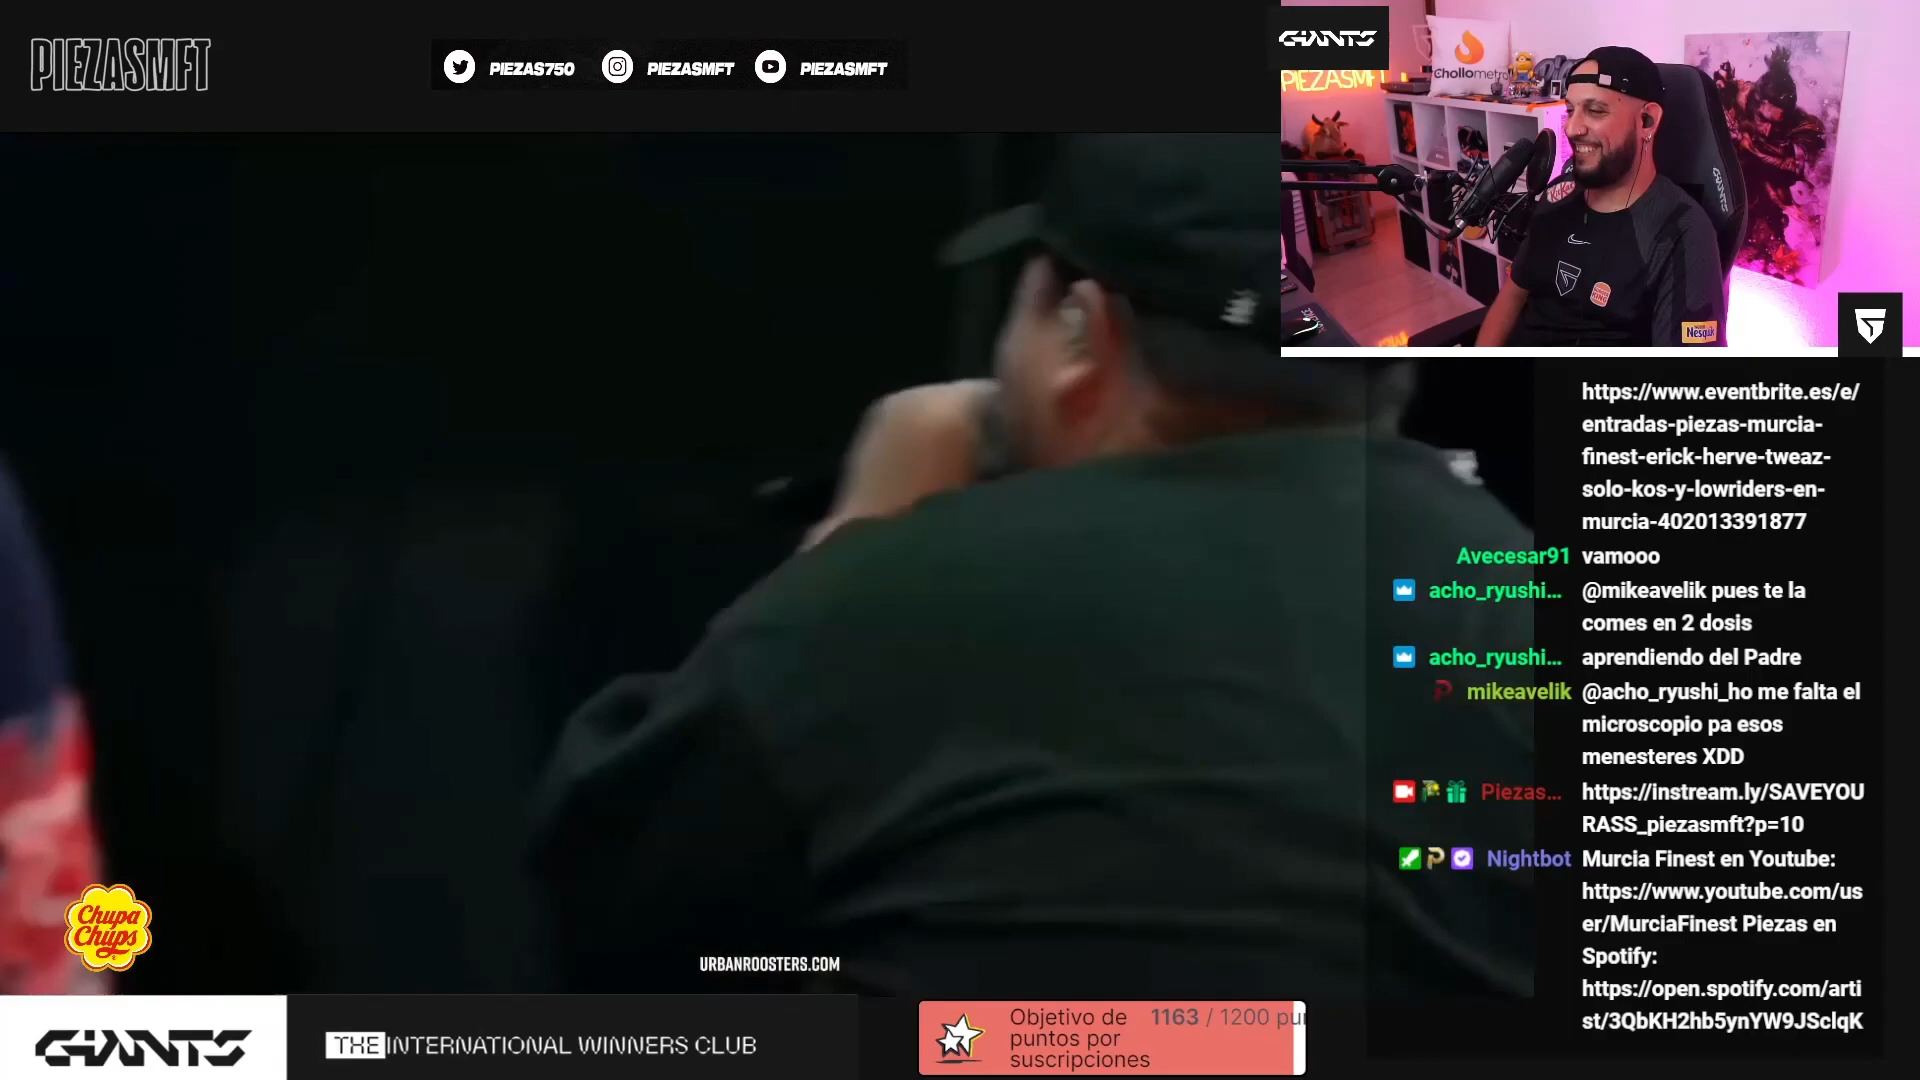 PIEZASMFT
PIEZAS750
PIEZASMFT
PIEZASMFT
GIANTS
PIEZASMFT
Chollometro
BURGER KING
Nesquik
https://www.eventbrite.es/e/
entradas-piezas-murcia-
finest-erick-herve-tweaz-
solo-kos-y-lowriders-en-
murcia-402013391877
Avecesar91 vamooo
acho_ryushi... @mikeavelik pues te la
comes en 2 dosis
acho_ryushi... aprendiendo del Padre
mikeavelik @acho_ryushi_ho me falta el
microscopio pa esos
menesteres XDD
Piezas... https://instream.ly/SAVEYOU
RASS_piezasmft?p=10
Nightbot Murcia Finest en Youtube:
https://www.youtube.com/us
er/MurciaFinest Piezas en
Spotify:
https://open.spotify.com/arti
st/3QbKH2hb5ynYW9JSclqK
Chupa
Chups
URBANROOSTERS.COM
GIANTS
THE INTERNATIONAL WINNERS CLUB
Objetivo de
puntos por
suscripciones
1163 / 1200 pu